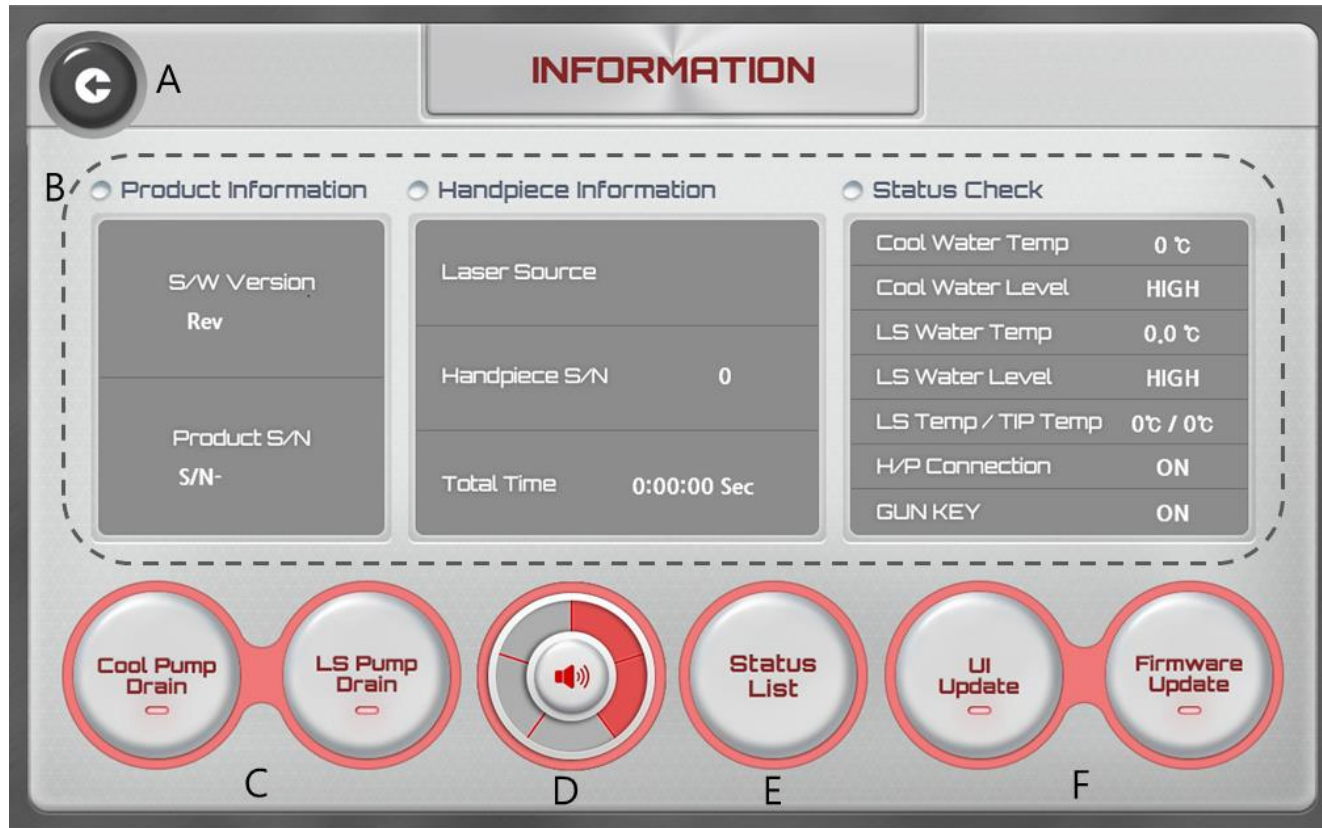 INFORMATION
A
B
Product Information
S/W Version
Rev
Product S/N
S/N-
Handpiece Information
Laser Source
Handpiece S/N 0
Total Time 0:00:00 Sec
Status Check
Cool Water Temp 0 ℃
Cool Water Level HIGH
LS Water Temp 0.0 ℃
LS Water Level HIGH
LS Temp / TIP Temp 0℃ / 0℃
H/P Connection ON
GUN KEY ON
Cool Pump
Drain
LS Pump
Drain
Status
List
UI
Update
Firmware
Update
C
D
E
F